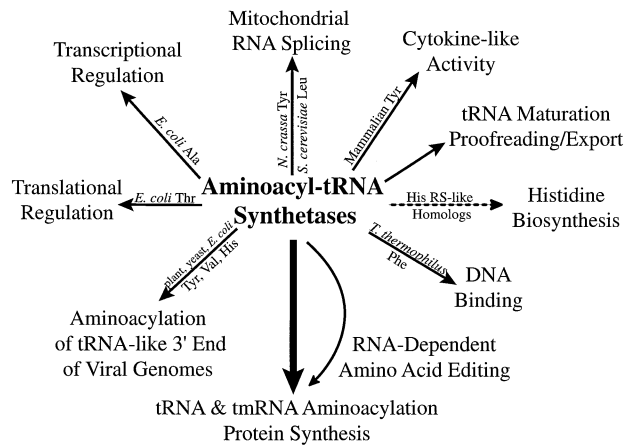 Mitochondrial
RNA Splicing
Transcriptional
Regulation
Cytokine-like
Activity
N. crassa Tyr
S. cerevisiae Leu
Mammalian Tyr
E. coli Ala
tRNA Maturation
Proofreading/Export
Translational
Regulation
E. coli Thr
Aminoacyl-tRNA
Synthetases
His RS-like
Homologs
Histidine
Biosynthesis
plant, yeast, E. coli
Tyr, Val, His
T. thermophilus
Phe
DNA
Binding
Aminoacylation
of tRNA-like 3' End
of Viral Genomes
RNA-Dependent
Amino Acid Editing
tRNA & tmRNA Aminoacylation
Protein Synthesis